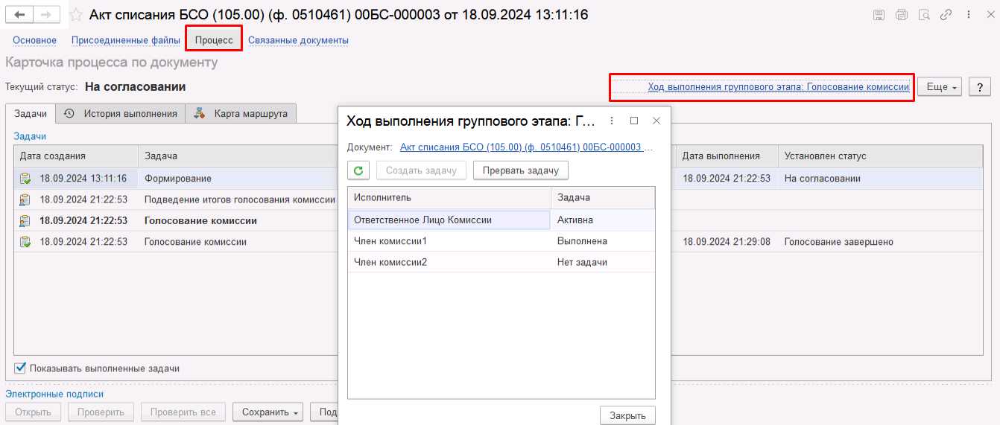 Акт списания БСО (105.00) (ф. 0510461) 00БС-000003 от 18.09.2024 13:11:16
Основное Присоединенные файлы Процесс Связанные документы
Карточка процесса по документу
Текущий статус: На согласовании
Ход выполнения группового этапа: Голосование комиссии Еще ?
Задачи История выполнения Карта маршрута
Задачи
Дата создания Задача Дата выполнения Установлен статус
18.09.2024 13:11:16 Формирование 18.09.2024 21:22:53 На согласовании
18.09.2024 21:22:53 Подведение итогов голосования комиссии
18.09.2024 21:22:53 Голосование комиссии
18.09.2024 21:22:53 Голосование комиссии 18.09.2024 21:29:08 Голосование завершено
Ход выполнения группового этапа: Г...
Документ: Акт списания БСО (105.00) (ф. 0510461) 00БС-000003 ...
Создать задачу Прервать задачу
Исполнитель Задача
Ответственное Лицо Комиссии Активна
Член комиссии1 Выполнена
Член комиссии2 Нет задачи
Закрыть
Показывать выполненные задачи
Электронные подписи
Открыть Проверить Проверить все Сохранить Под